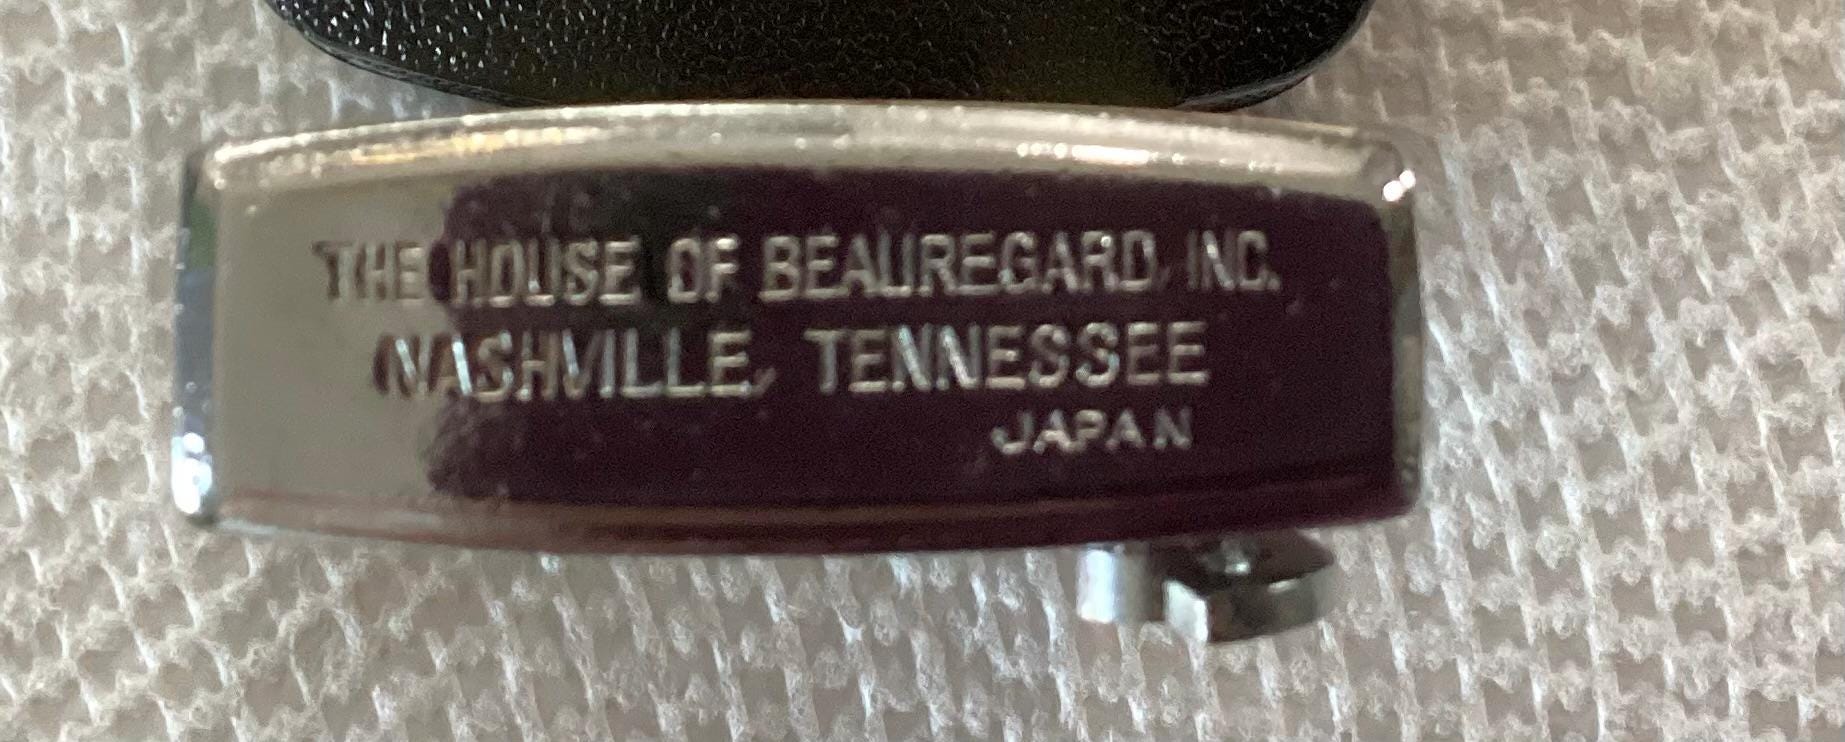 THE HOUSE OF BEAUREGARD, INC.
NASHVILLE, TENNESSEE
JAPAN